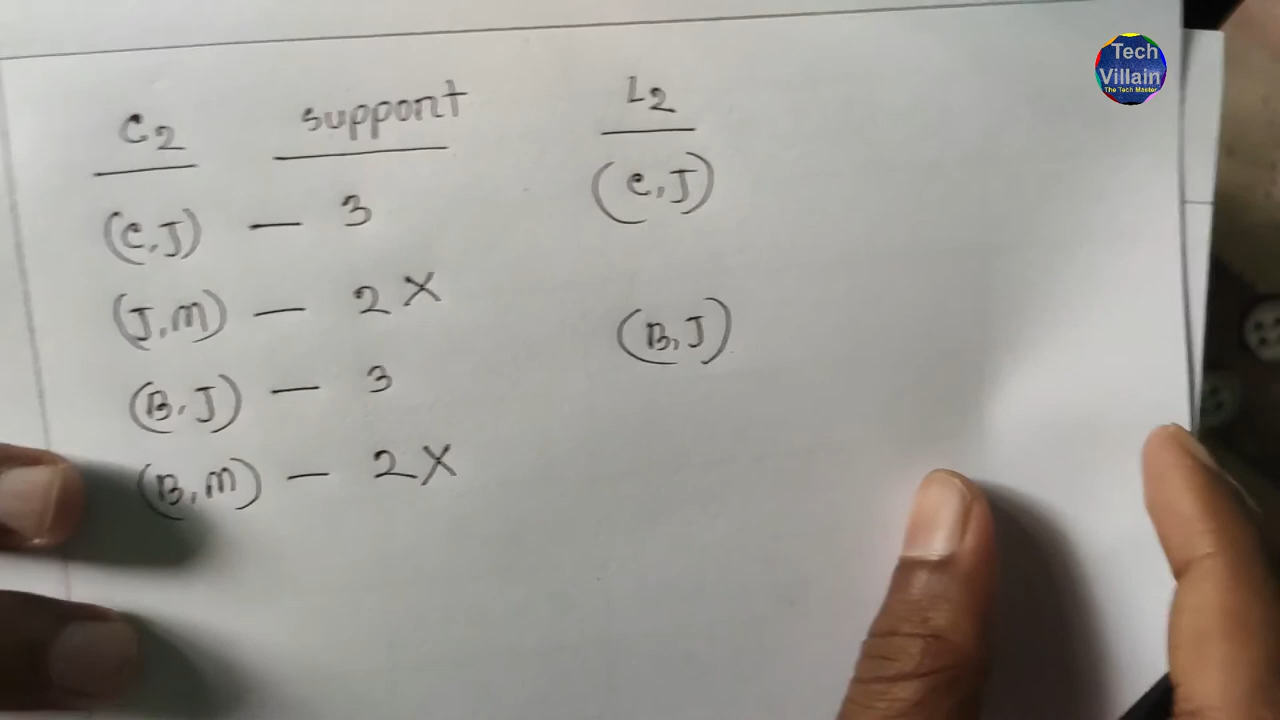 C2 support L2
(C,J) — 3 (C,J)
(J,M) — 2 X
(B,J) — 3 (B,J)
(B,M) — 2 X
Tech
Villain
The Tech Master